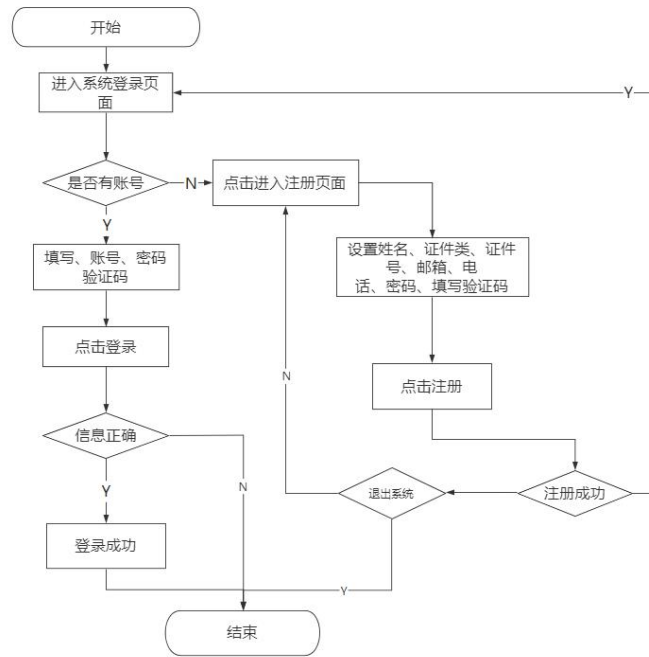 开始
进入系统登录页
面
Y
是否有账号
N
点击进入注册页面
Y
填写、账号、密码
验证码
设置姓名、证件类、证件
号、邮箱、电
话、密码、填写验证码
点击登录
N
点击注册
信息正确
N
Y
退出系统
注册成功
登录成功
Y
结束